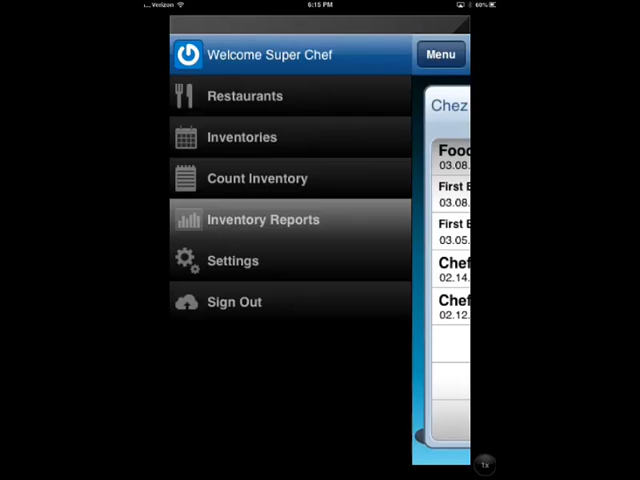 Verizon 6:15 PM 60%
Welcome Super Chef
Menu
Restaurants
Inventories
Count Inventory
Inventory Reports
Settings
Sign Out
Chez
Food
03.08.
First
03.08.
First
03.05.
Chef
02.14.
Chef
02.12.
1x